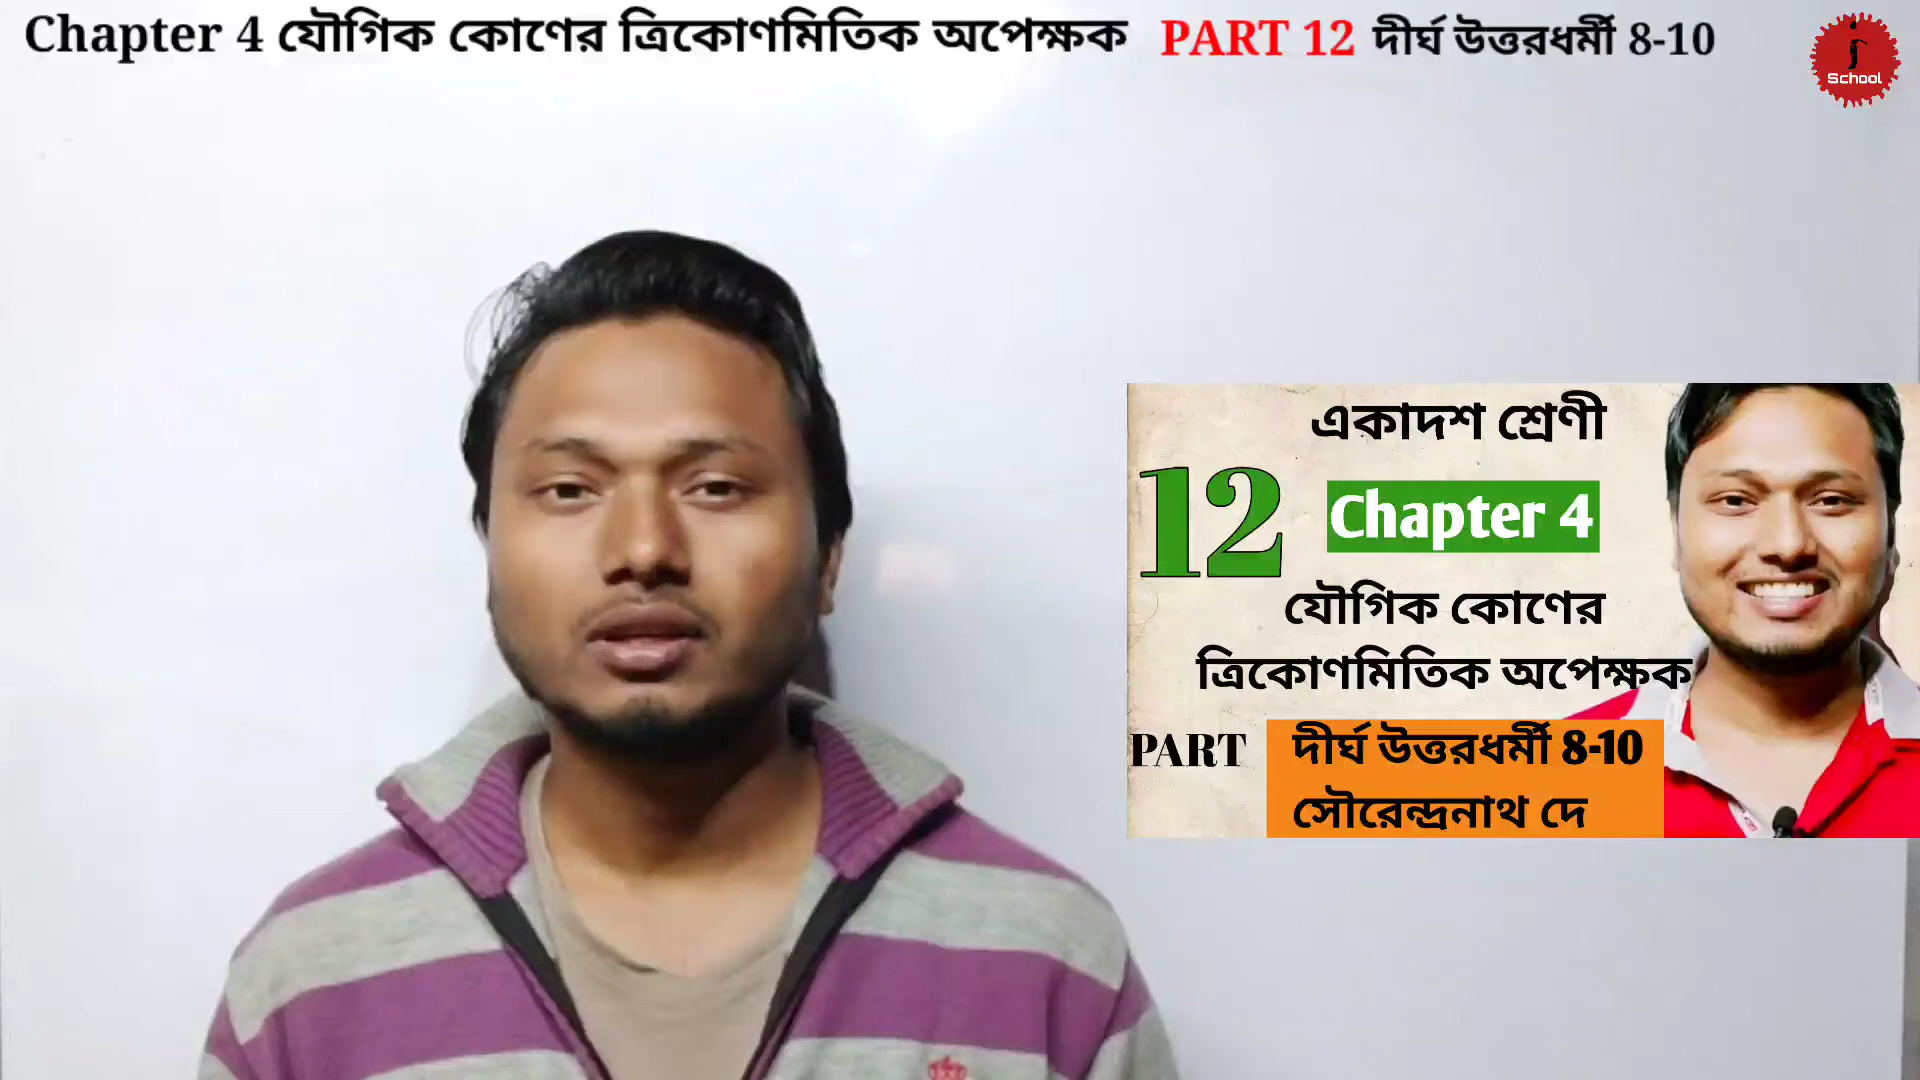 Chapter 4 যৌগিক কোণের ত্রিকোণমিতিক অপেক্ষক PART 12 দীর্ঘ উত্তরধর্মী 8-10
School
একাদশ শ্রেণী
12
Chapter 4
যৌগিক কোণের
ত্রিকোণমিতিক অপেক্ষক
PART দীর্ঘ উত্তরধর্মী 8-10
সৌরেন্দ্রনাথ দে